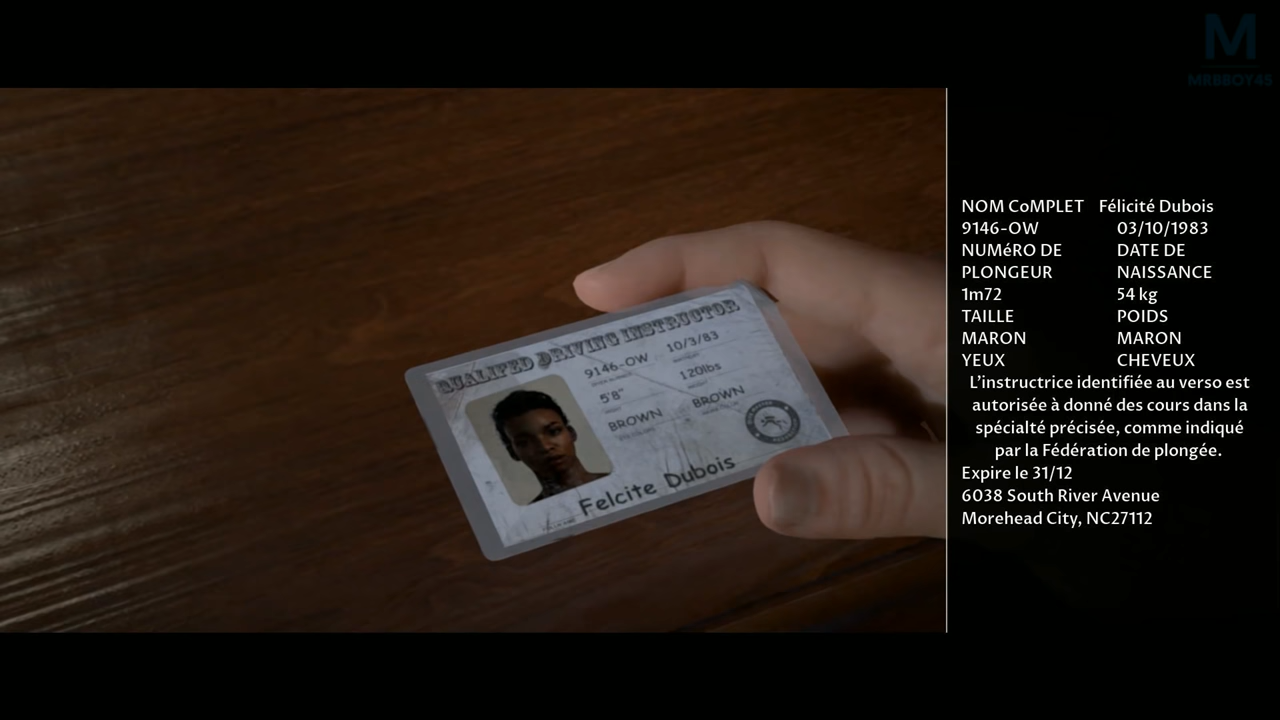 M
MRBBOY45
QUALIFED DRIVING INSTRUCTOR
9146-OW 10/3/83
5'8" 120lbs
BROWN BROWN
Felcite Dubois
NOM CoMPLET Félicité Dubois
9146-OW 03/10/1983
NUMéRO DE DATE DE
PLONGEUR NAISSANCE
1m72 54 kg
TAILLE POIDS
MARON MARON
YEUX CHEVEUX
L'instructrice identifiée au verso est
autorisée à donné des cours dans la
spécialté précisée, comme indiqué
par la Fédération de plongée.
Expire le 31/12
6038 South River Avenue
Morehead City, NC27112